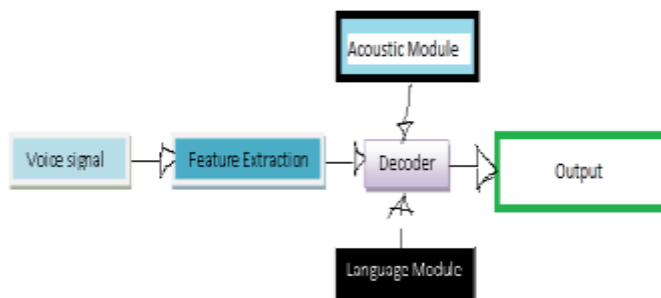 Acoustic Module
Voice signal
Feature Extraction
Decoder
Output
Language Module